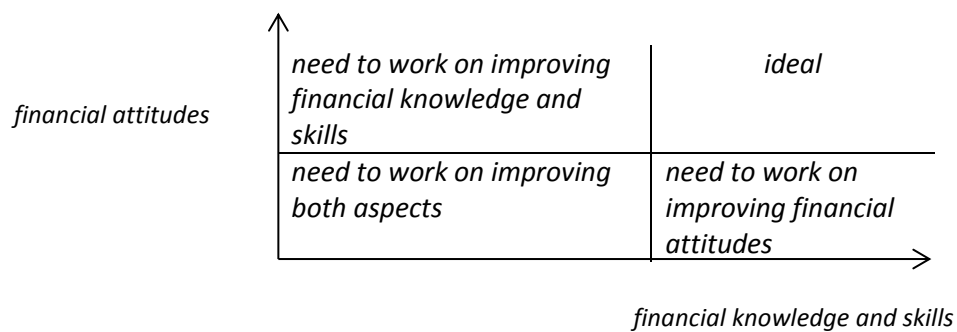 need to work on improving
financial knowledge and
skills
ideal
financial attitudes
need to work on improving
both aspects
need to work on
improving financial
attitudes
financial knowledge and skills